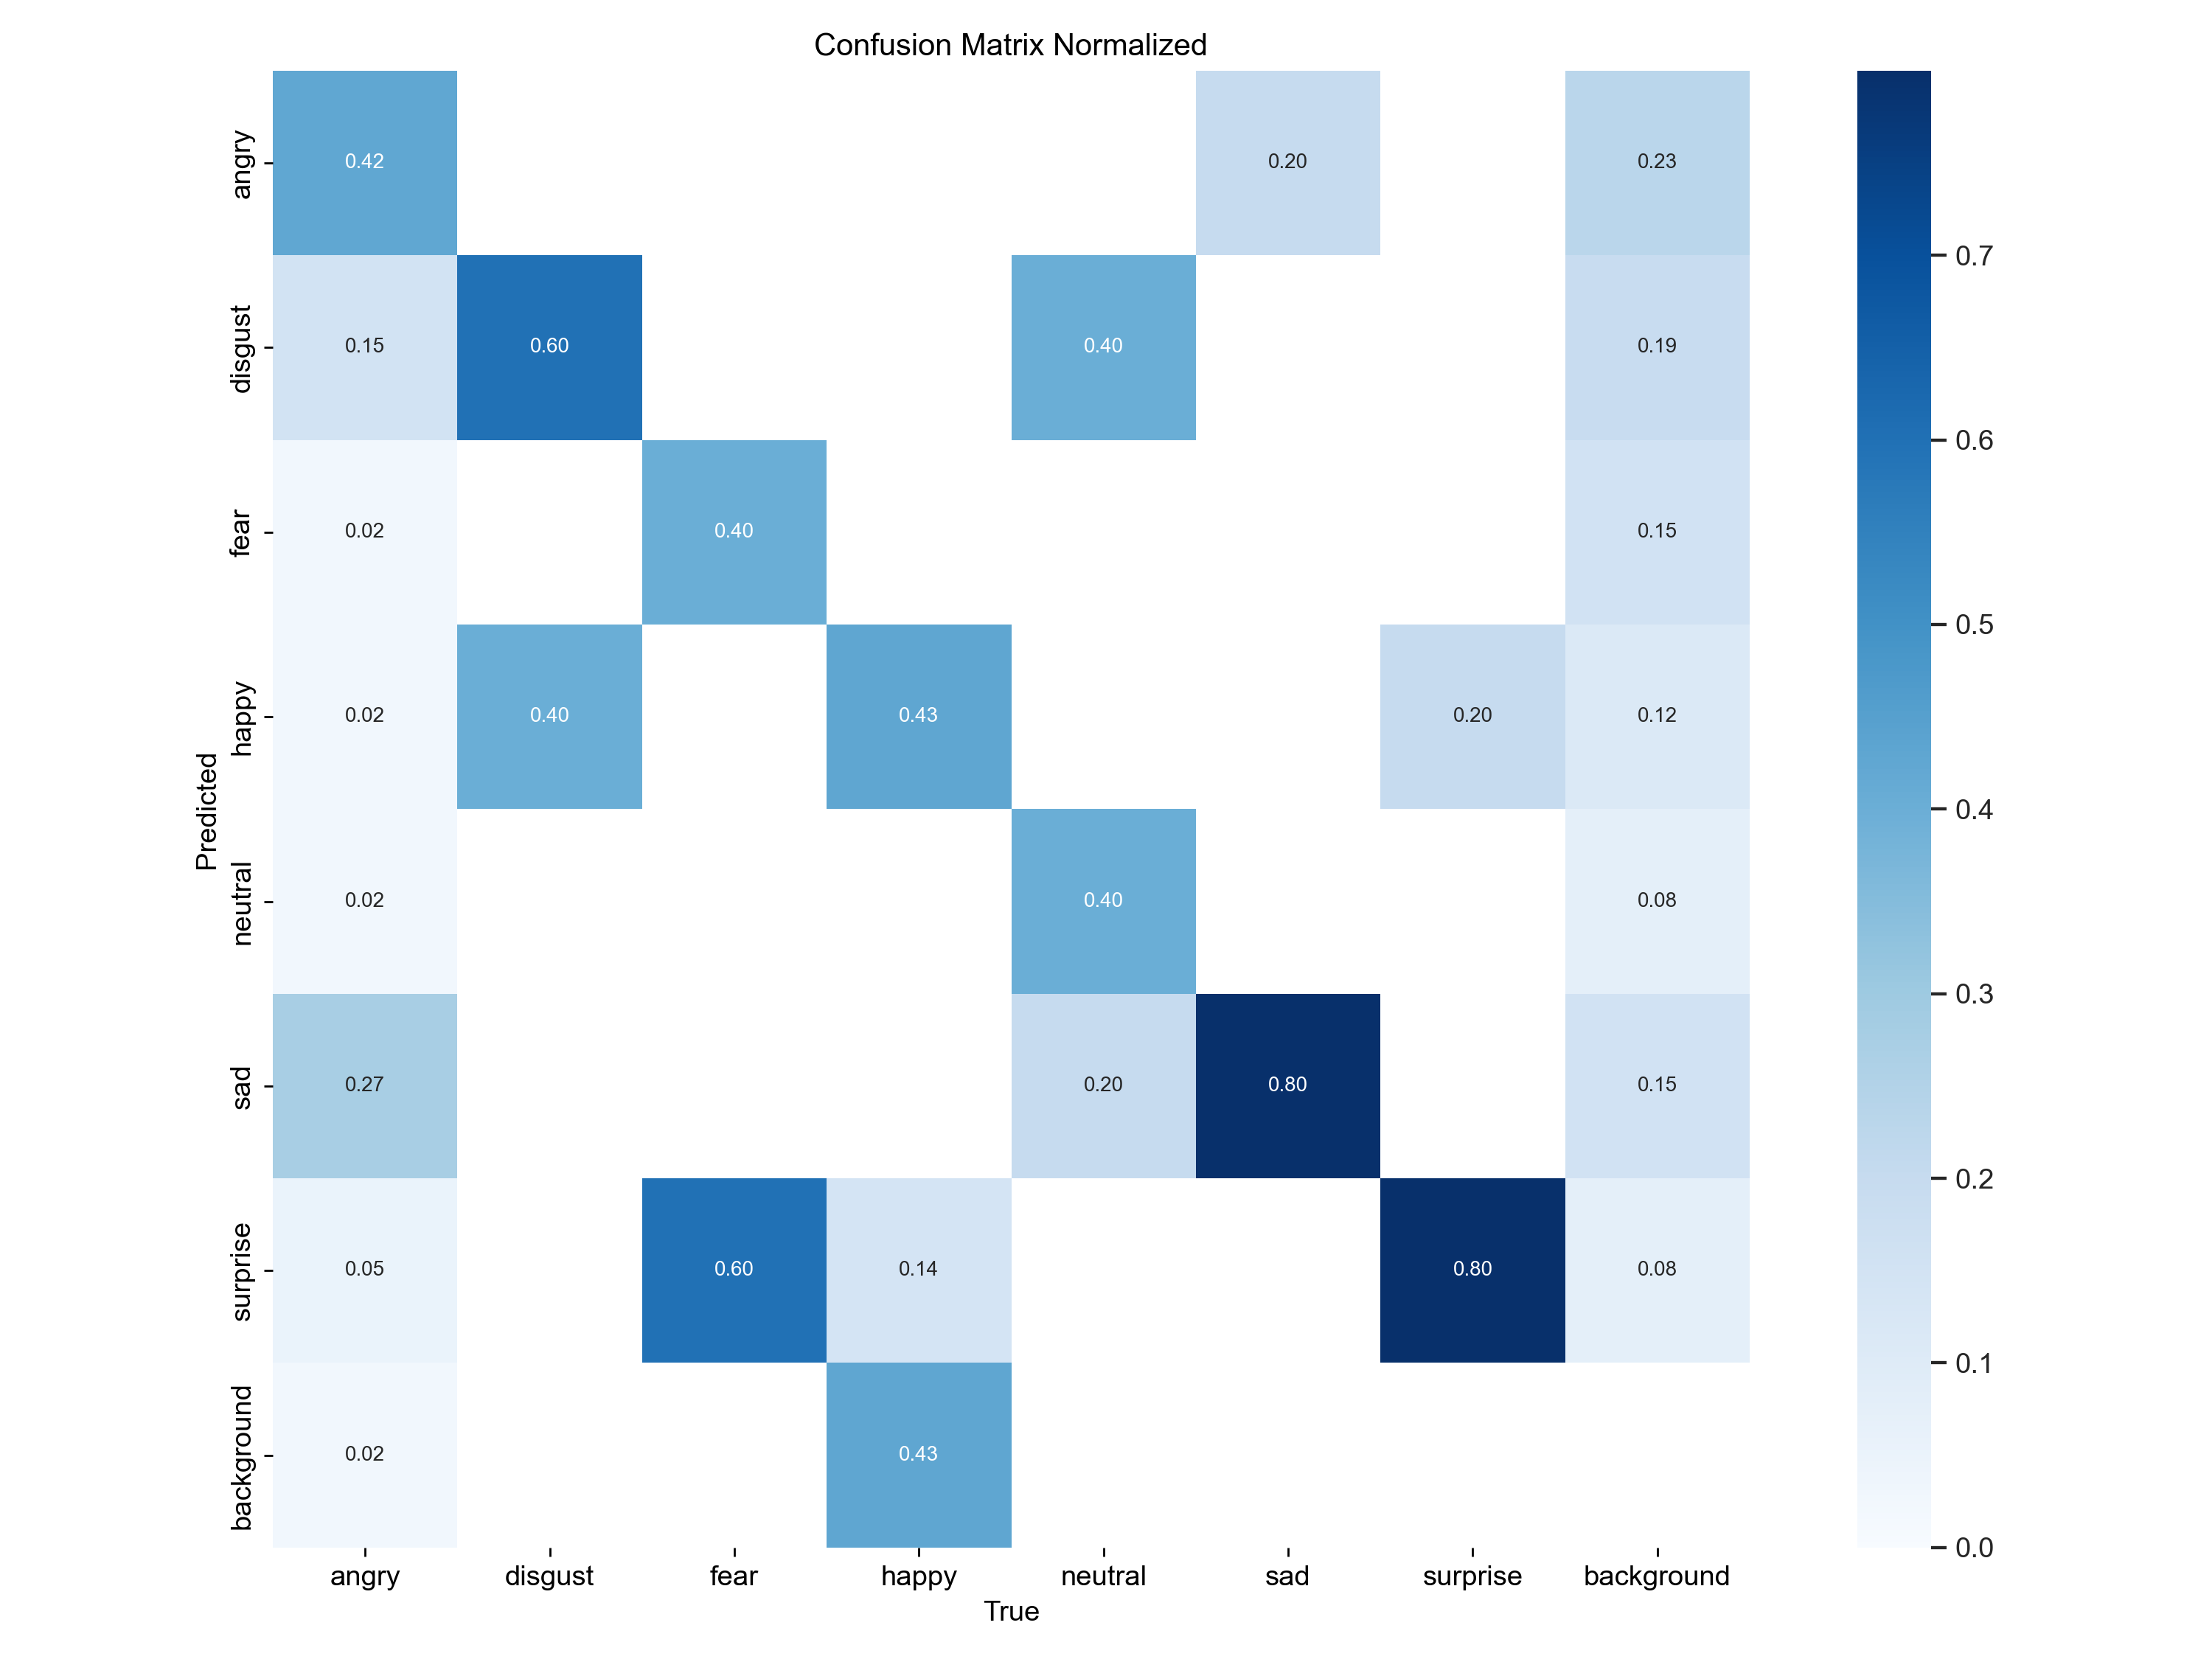 Confusion Matrix Normalized
angry 0.42 0.20 0.23
disgust 0.15 0.60 0.40 0.19
fear 0.02 0.40 0.15
happy 0.02 0.40 0.43 0.20 0.12
neutral 0.02 0.40 0.08
sad 0.27 0.20 0.80 0.15
surprise 0.05 0.60 0.14 0.80 0.08
background 0.02 0.43
Predicted
angry disgust fear happy neutral sad surprise background
True
0.7
0.6
0.5
0.4
0.3
0.2
0.1
0.0